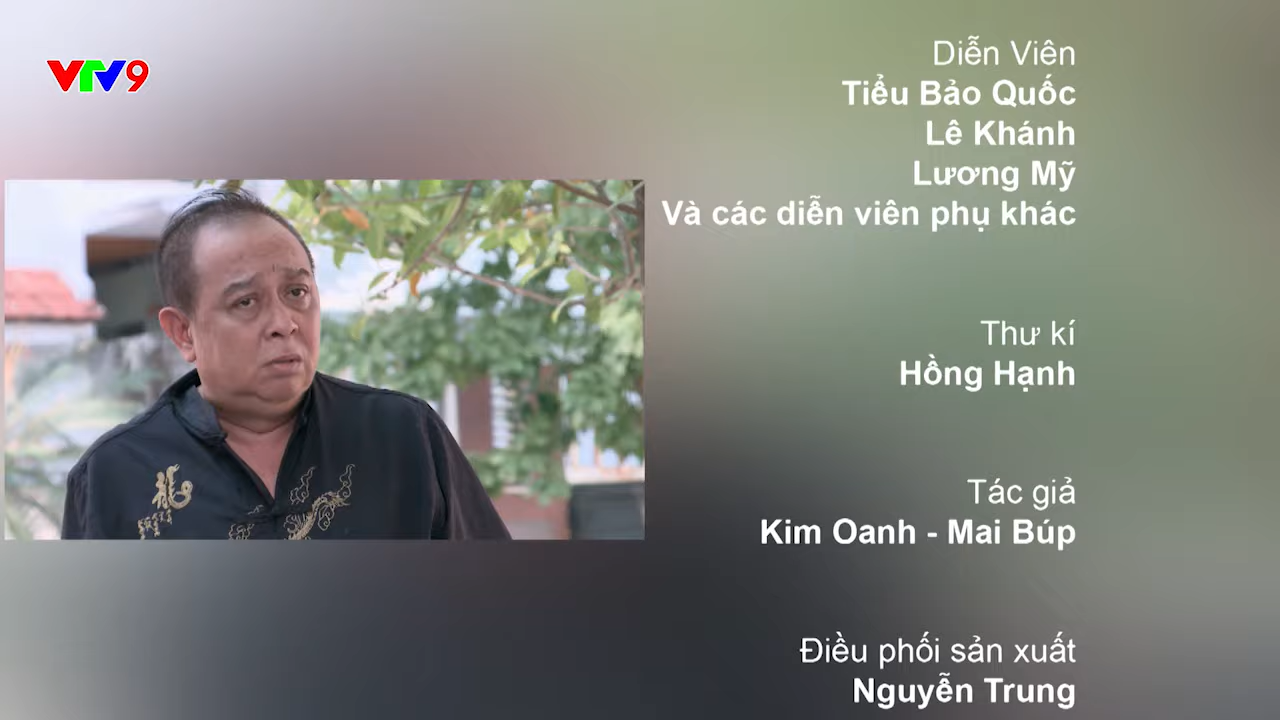 VTV9
Diễn Viên
Tiểu Bảo Quốc
Lê Khánh
Lương Mỹ
Và các diễn viên phụ khác
Thư kí
Hồng Hạnh
Tác giả
Kim Oanh - Mai Búp
Điều phối sản xuất
Nguyễn Trung
龍